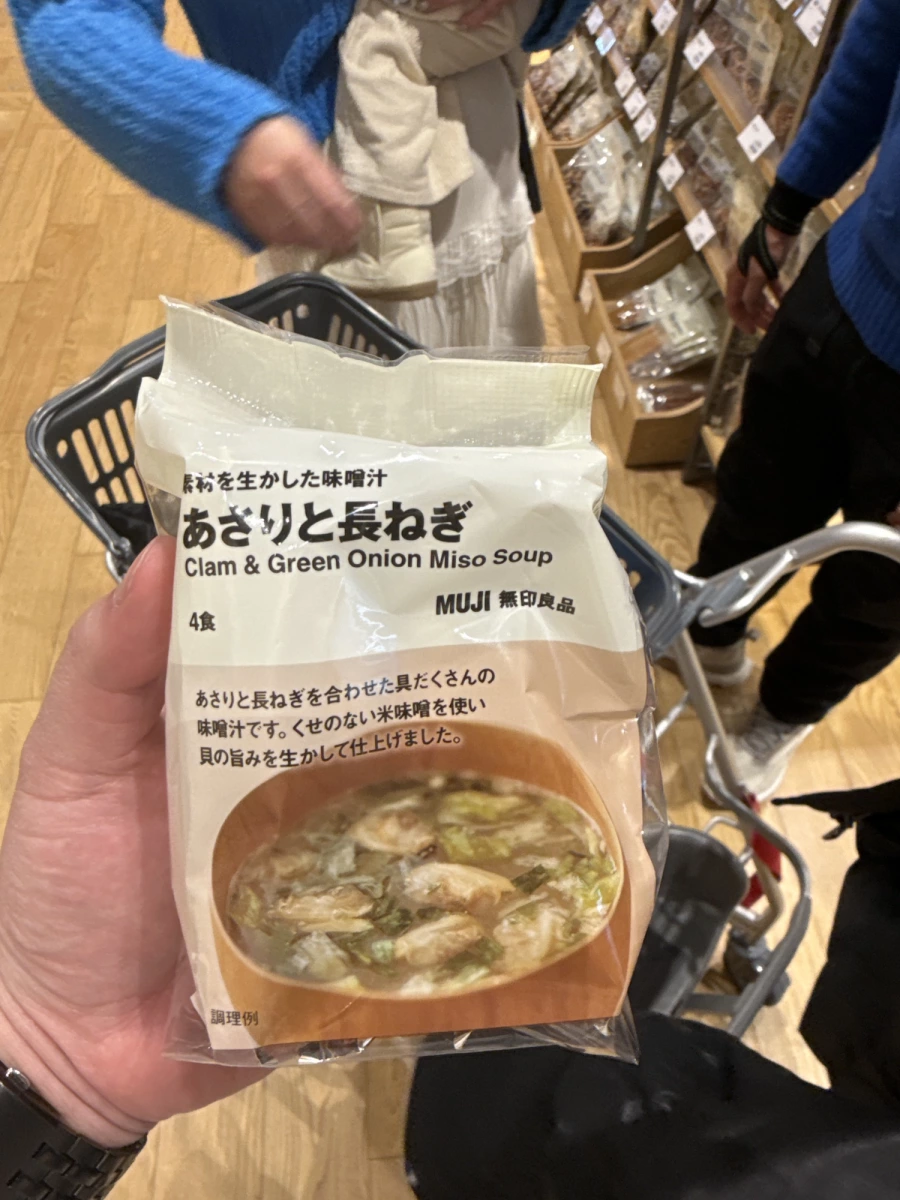 素材を生かした味噌汁
あさりと長ねぎ
Clam & Green Onion Miso Soup
MUJI 無印良品
4食
あさりと長ねぎを合わせた具だくさんの
味噌汁です。くせのない米味噌を使い
貝の旨みを生かして仕上げました。
調理例